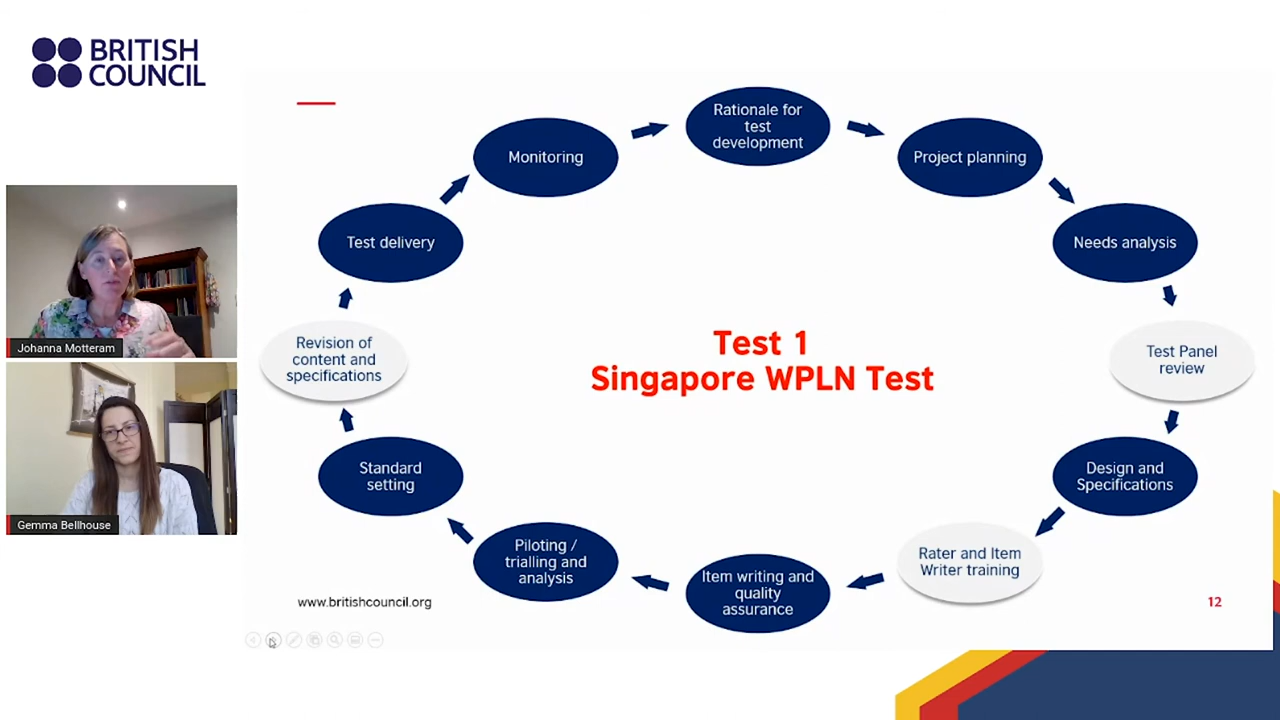 BRITISH
COUNCIL
Rationale for
test
development
Project planning
Needs analysis
Test Panel
review
Design and
Specifications
Rater and Item
Writer training
Item writing and
quality
assurance
Piloting /
trialling and
analysis
Standard
setting
Revision of
content and
specifications
Test delivery
Monitoring
Test 1
Singapore WPLN Test
Johanna Motteram
Gemma Bellhouse
www.britishcouncil.org
12